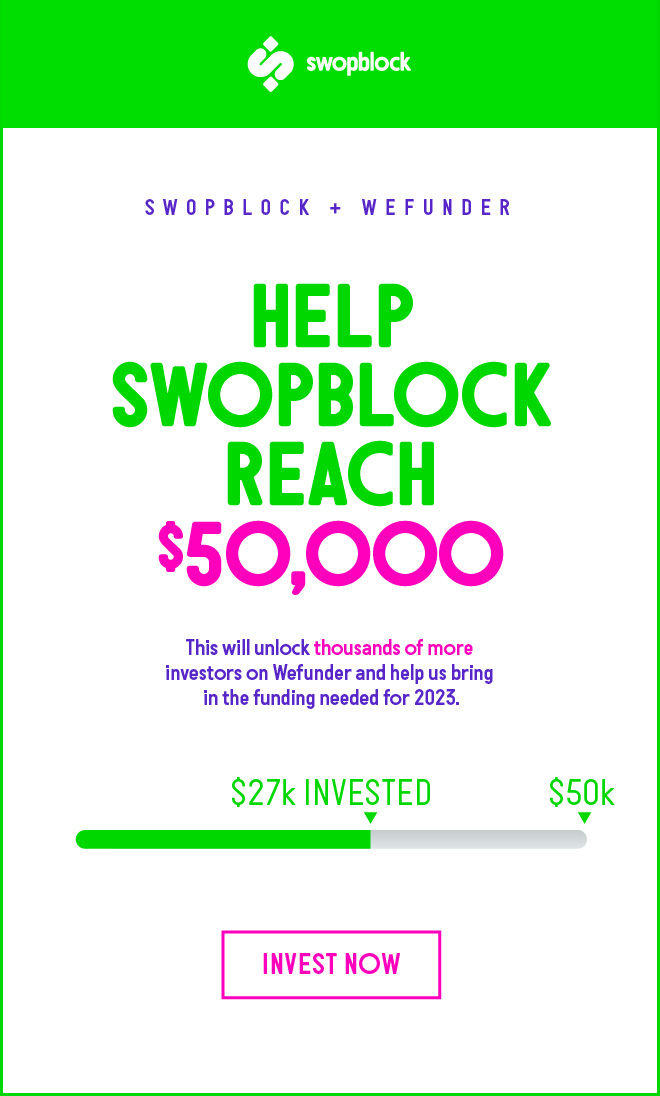 swopblock
SWOPBLOCK + WEFUNDER
HELP
SWOPBLOCK
REACH
$50,000
This will unlock thousands of more
investors on Wefunder and help us bring
in the funding needed for 2023.
$27k INVESTED $50k
INVEST NOW